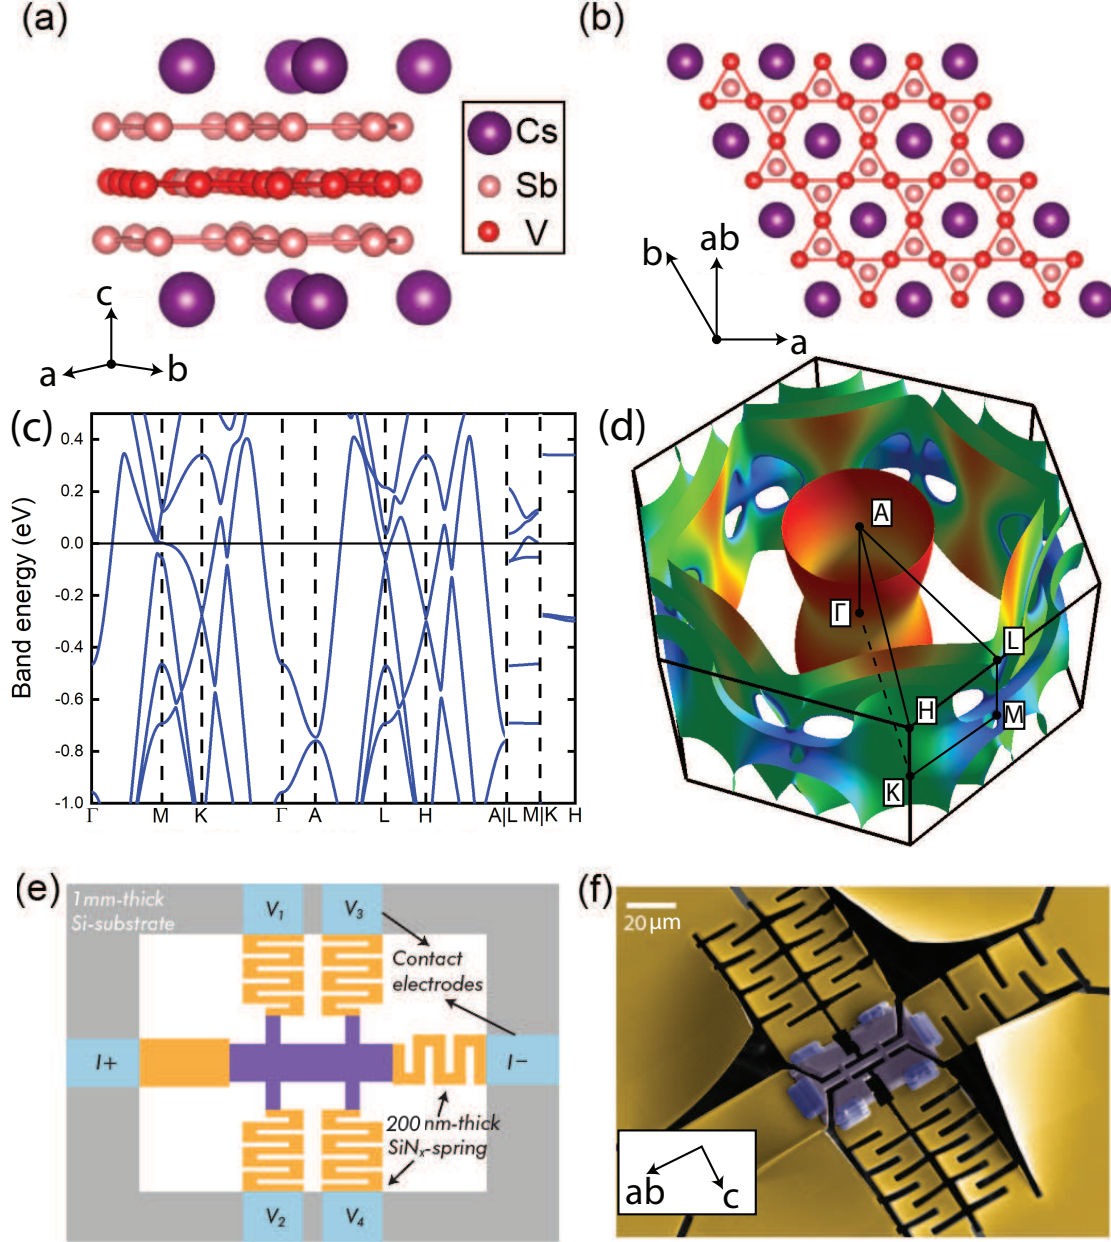 (a)
Cs
Sb
V
c
a
b
(b)
b
ab
a
(c)
Band energy (eV)
0.4
0.2
0.0
-0.2
-0.4
-0.6
-0.8
-1.0
Γ M K Γ A L H A|L M|K H
(d)
A
Γ
L
H
M
K
(e)
1mm-thick
Si-substrate
V1
V3
Contact
electrodes
I+
I−
200 nm-thick
SiNx-spring
V2
V4
(f)
20 μm
ab
c